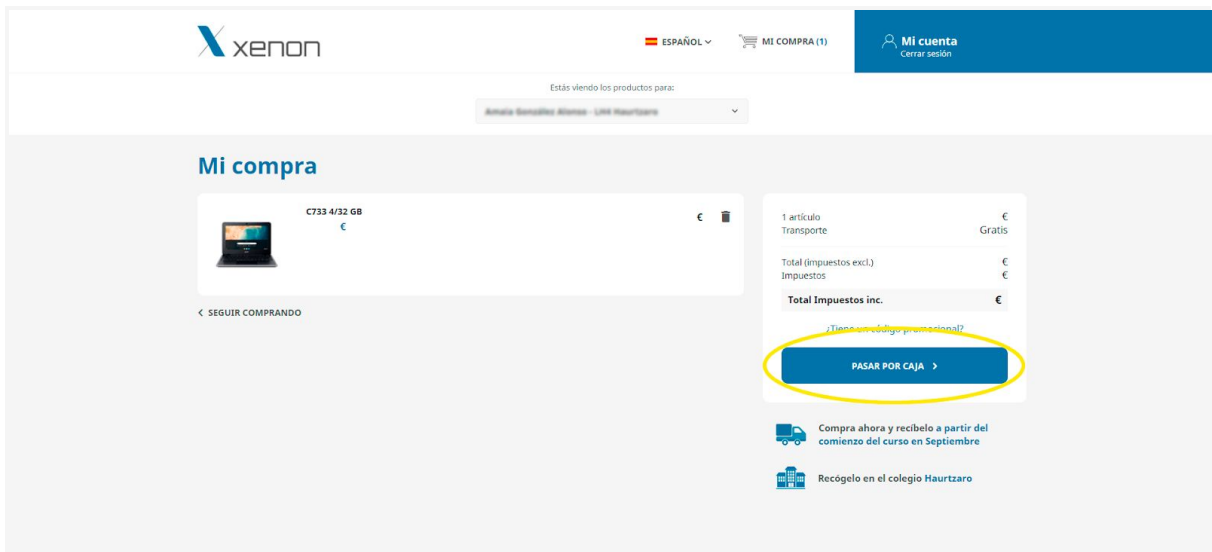 xenon
ESPAÑOL
MI COMPRA (1)
Mi cuenta
Cerrar sesión
Estás viendo los productos para:
Mi compra
C733 4/32 GB
€
€
SEGUIR COMPRANDO
1 artículo €
Transporte Gratis
Total (impuestos excl.) €
Impuestos €
Total Impuestos inc. €
¿Tiene un código promocional?
PASAR POR CAJA
Compra ahora y recíbelo a partir del
comienzo del curso en Septiembre
Recógelo en el colegio Haurtzaro